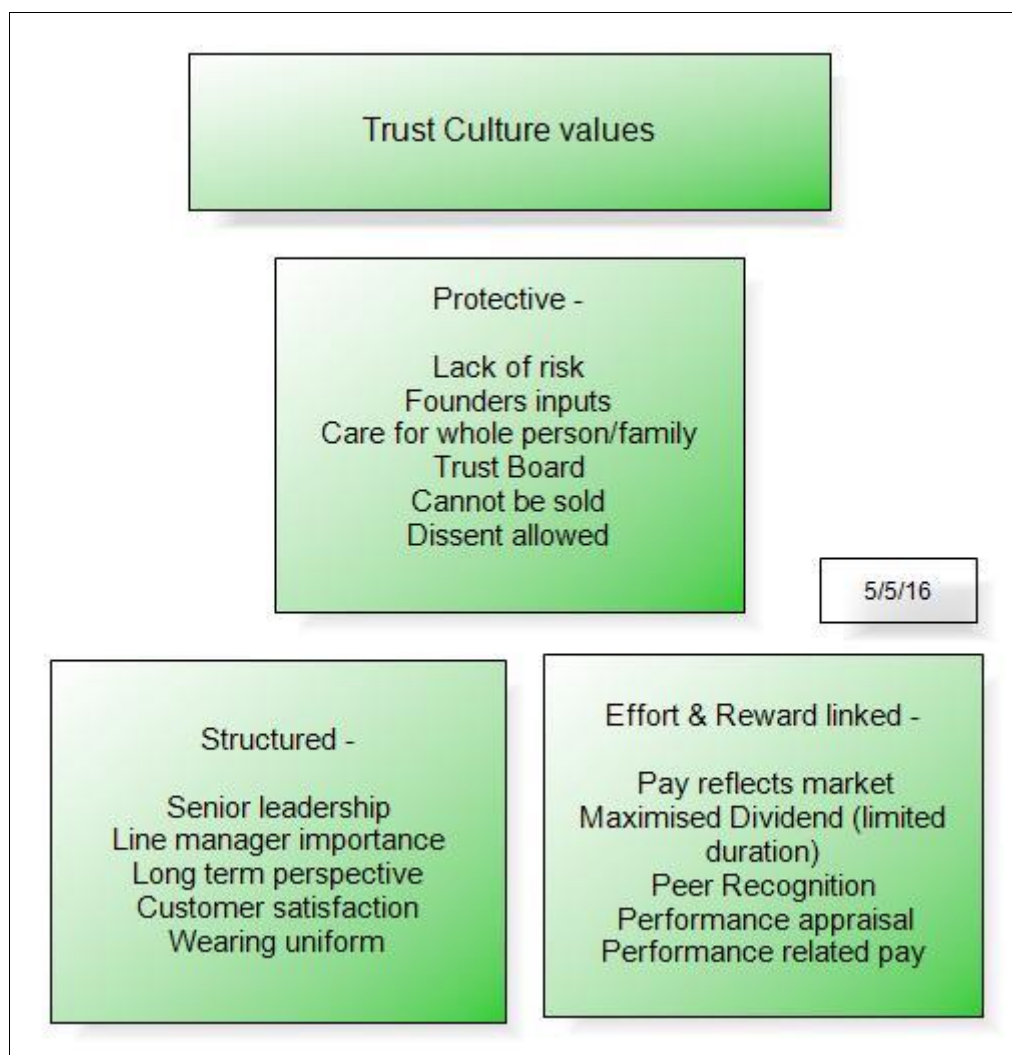 Trust Culture values
Protective -
Lack of risk
Founders inputs
Care for whole person/family
Trust Board
Cannot be sold
Dissent allowed
5/5/16
Structured -
Senior leadership
Line manager importance
Long term perspective
Customer satisfaction
Wearing uniform
Effort & Reward linked -
Pay reflects market
Maximised Dividend (limited
duration)
Peer Recognition
Performance appraisal
Performance related pay